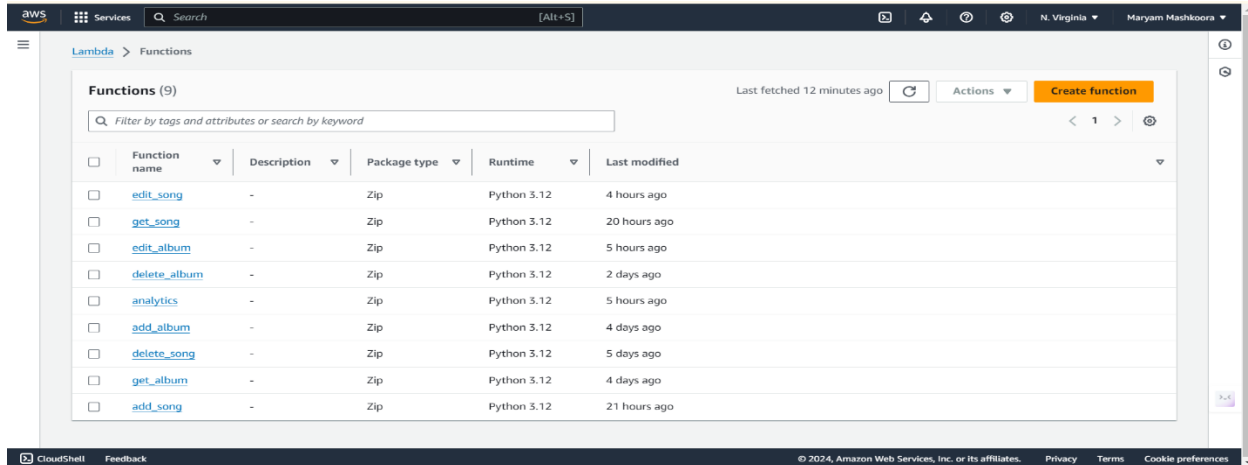 aws Services Search [Alt+S] N. Virginia Maryam Mashkoora
Lambda > Functions
Functions (9) Last fetched 12 minutes ago Actions Create function
Filter by tags and attributes or search by keyword 1
Function name Description Package type Runtime Last modified
edit_song - Zip Python 3.12 4 hours ago
get_song - Zip Python 3.12 20 hours ago
edit_album - Zip Python 3.12 5 hours ago
delete_album - Zip Python 3.12 2 days ago
analytics - Zip Python 3.12 5 hours ago
add_album - Zip Python 3.12 4 days ago
delete_song - Zip Python 3.12 5 days ago
get_album - Zip Python 3.12 4 days ago
add_song - Zip Python 3.12 21 hours ago
CloudShell Feedback © 2024, Amazon Web Services, Inc. or its affiliates. Privacy Terms Cookie preferences